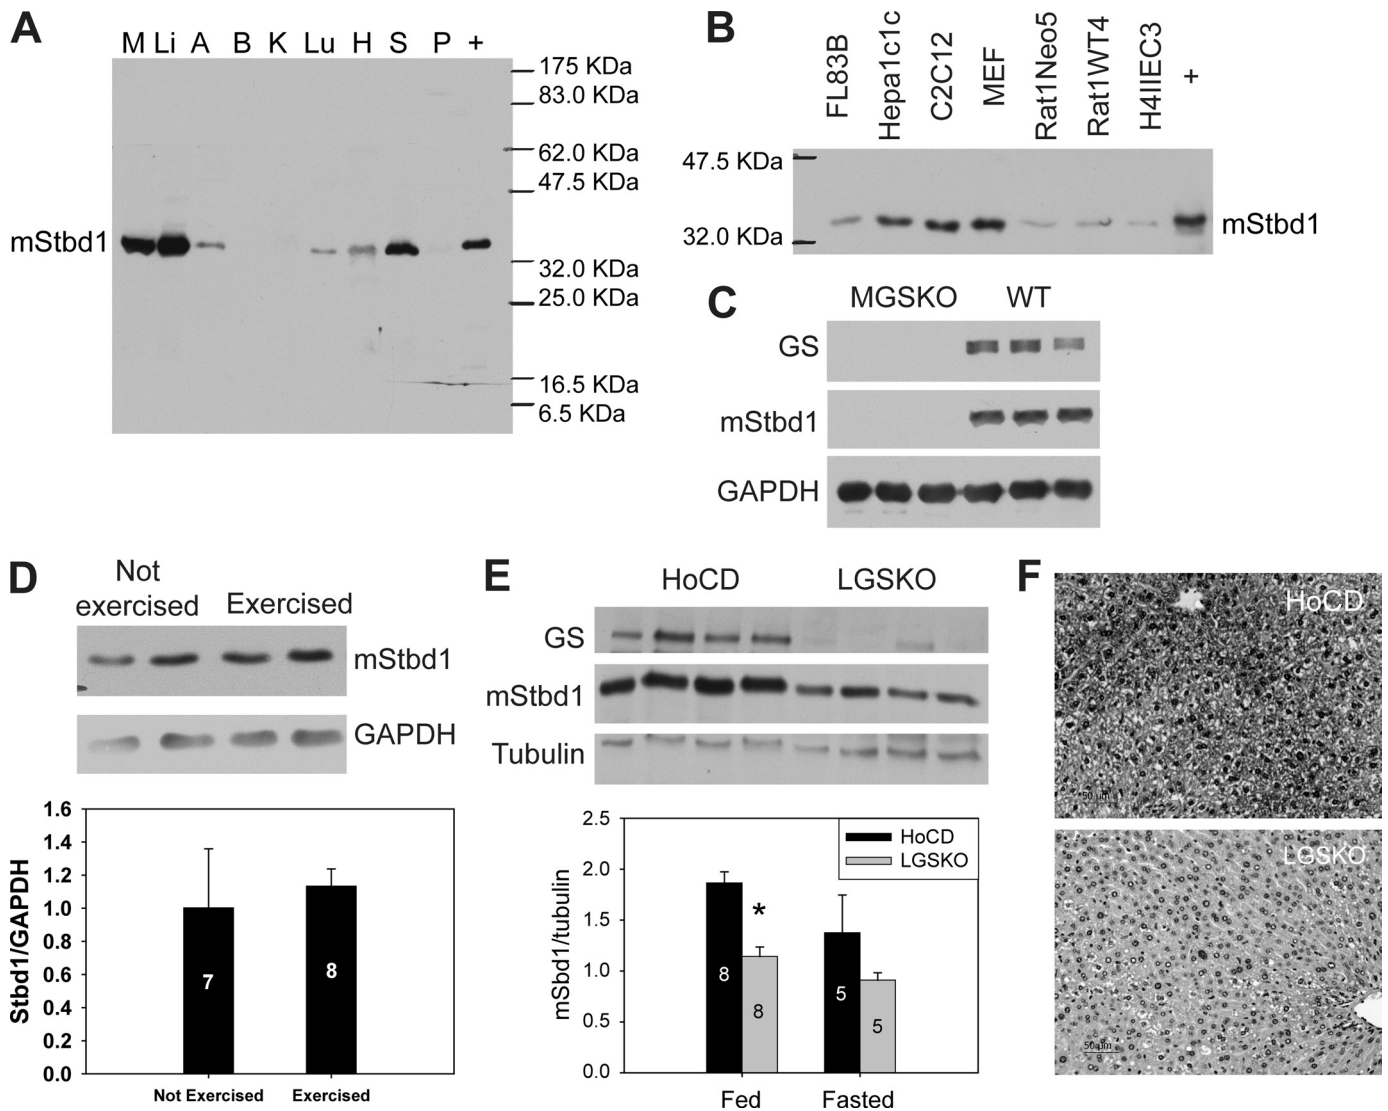 A
M Li A B K Lu H S P +
mStbd1
175 KDa
83.0 KDa
62.0 KDa
47.5 KDa
32.0 KDa
25.0 KDa
16.5 KDa
6.5 KDa
B
FL83B
Hepa1c1c
C2C12
MEF
Rat1Neo5
Rat1WT4
H4IIEC3
+
47.5 KDa
32.0 KDa
mStbd1
C
MGSKO WT
GS
mStbd1
GAPDH
D
Not
exercised Exercised
mStbd1
GAPDH
Stbd1/GAPDH
1.6
1.4
1.2
1.0
0.8
0.6
0.4
0.2
0.0
7
8
Not Exercised Exercised
E
HoCD LGSKO
GS
mStbd1
Tubulin
mSbd1/tubulin
2.5
2.0
1.5
1.0
0.5
0.0
HoCD
LGSKO
*
8
8
5
5
Fed Fasted
F
HoCD
50 µm
LGSKO
50 µm